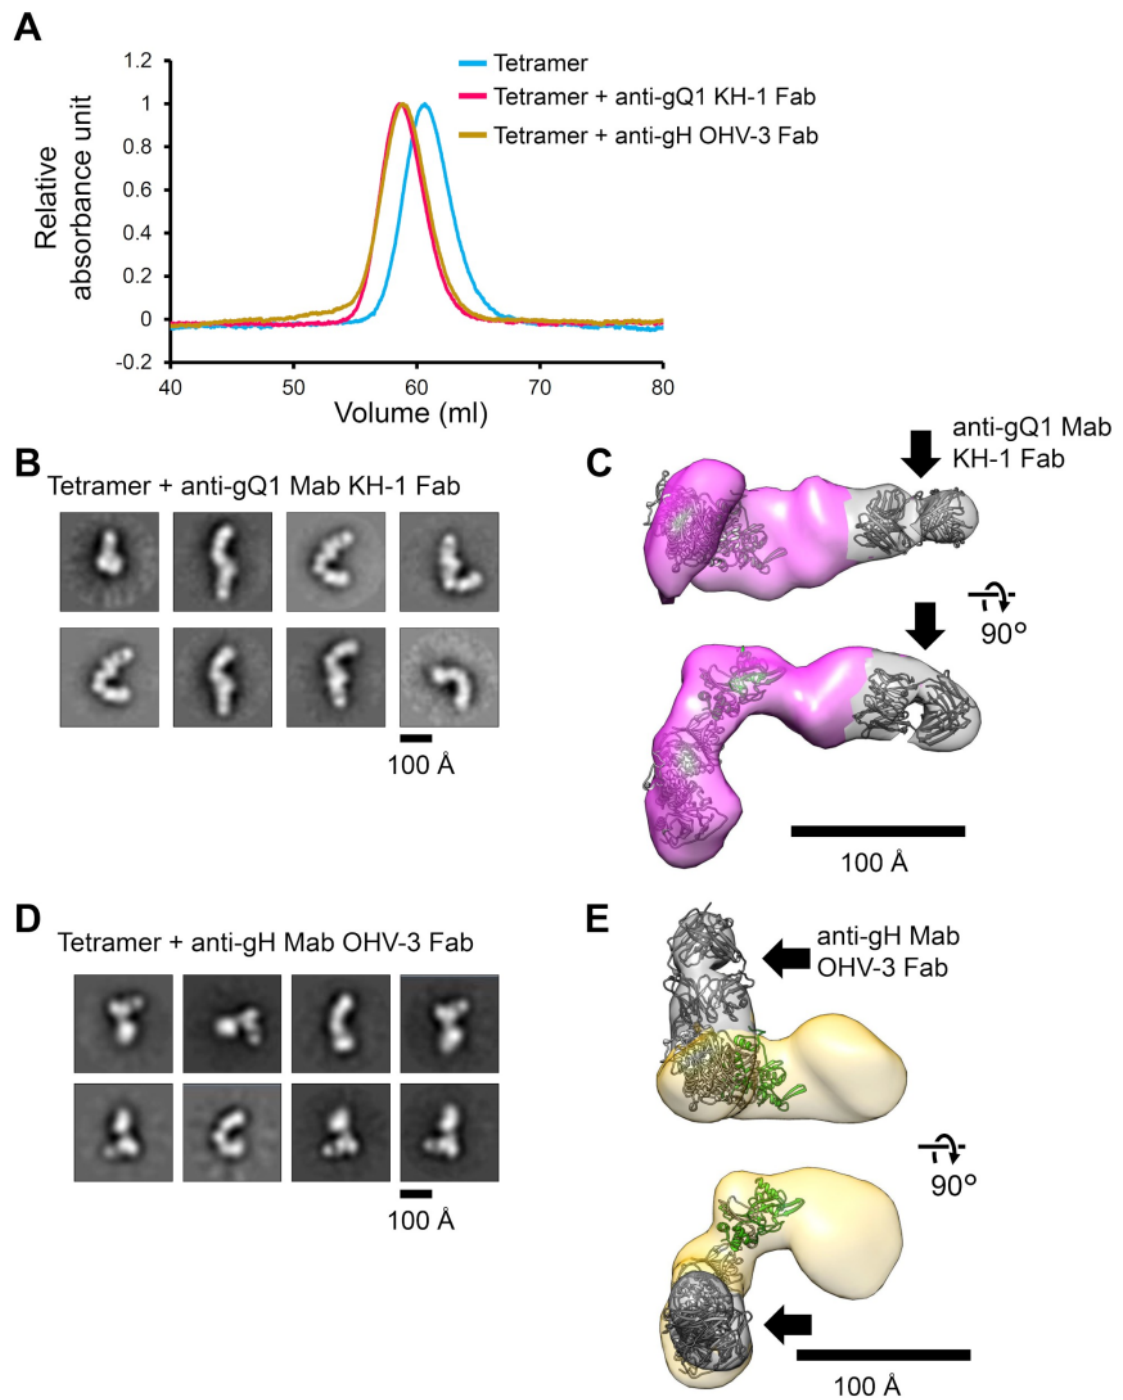 A
1.2
1
0.8
0.6
0.4
0.2
0
-0.2
Relative
absorbance unit
40
50
60
70
80
Volume (ml)
Tetramer
Tetramer + anti-gQ1 KH-1 Fab
Tetramer + anti-gH OHV-3 Fab
B
Tetramer + anti-gQ1 Mab KH-1 Fab
100 Å
C
anti-gQ1 Mab
KH-1 Fab
90°
100 Å
D
Tetramer + anti-gH Mab OHV-3 Fab
100 Å
E
anti-gH Mab
OHV-3 Fab
90°
100 Å